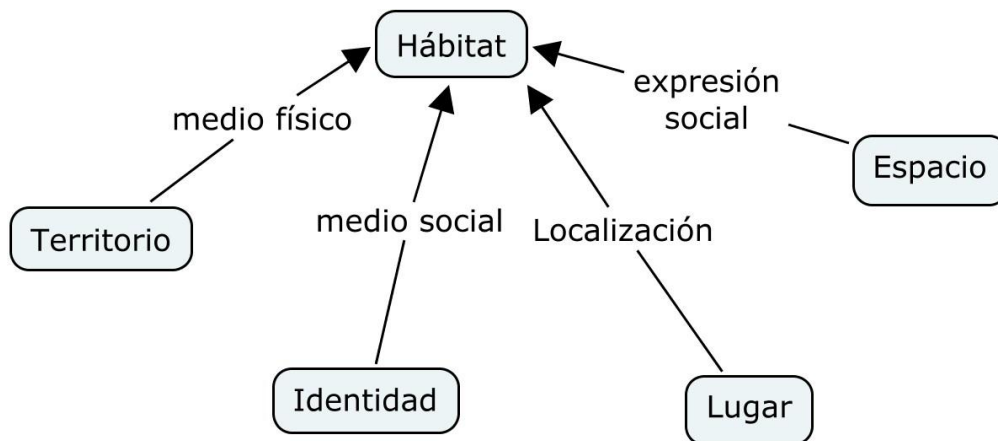 Hábitat
expresión
social
medio físico
Espacio
medio social
Localización
Territorio
Identidad
Lugar